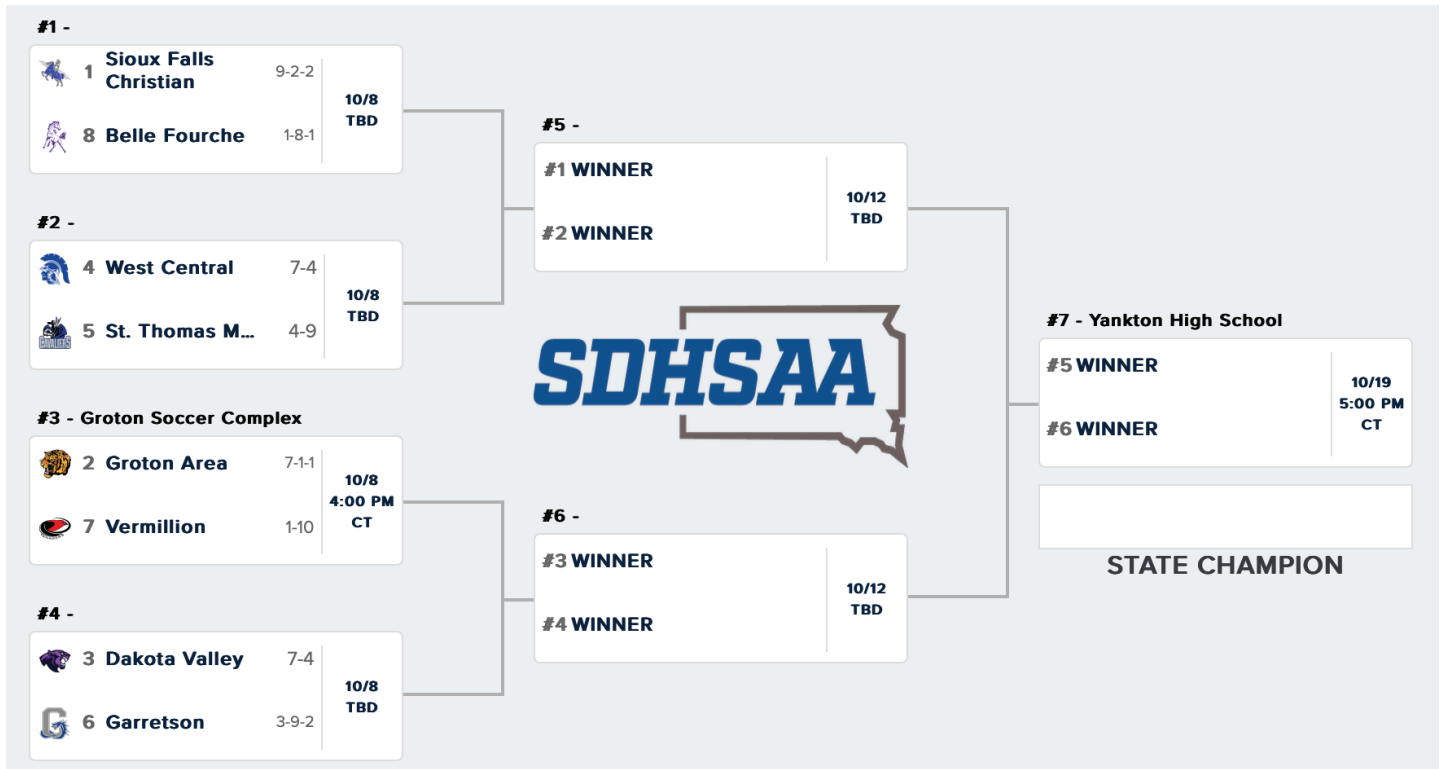 #1 -
1 Sioux Falls Christian 9-2-2
8 Belle Fourche 1-8-1
10/8
TBD
#2 -
4 West Central 7-4
5 St. Thomas M... 4-9
10/8
TBD
#3 - Groton Soccer Complex
2 Groton Area 7-1-1
7 Vermillion 1-10
10/8
4:00 PM
CT
#4 -
3 Dakota Valley 7-4
6 Garretson 3-9-2
10/8
TBD
#5 -
#1 WINNER
#2 WINNER
10/12
TBD
SDHSAA
#6 -
#3 WINNER
#4 WINNER
10/12
TBD
#7 - Yankton High School
#5 WINNER
#6 WINNER
10/19
5:00 PM
CT
STATE CHAMPION
CAVALIERS
G